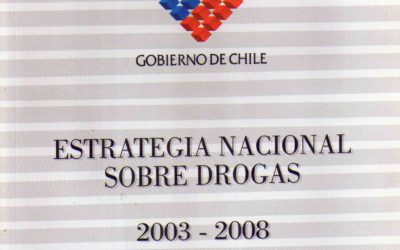 GOBIERNO DE CHILE
ESTRATEGIA NACIONAL
SOBRE DROGAS
2003 - 2008